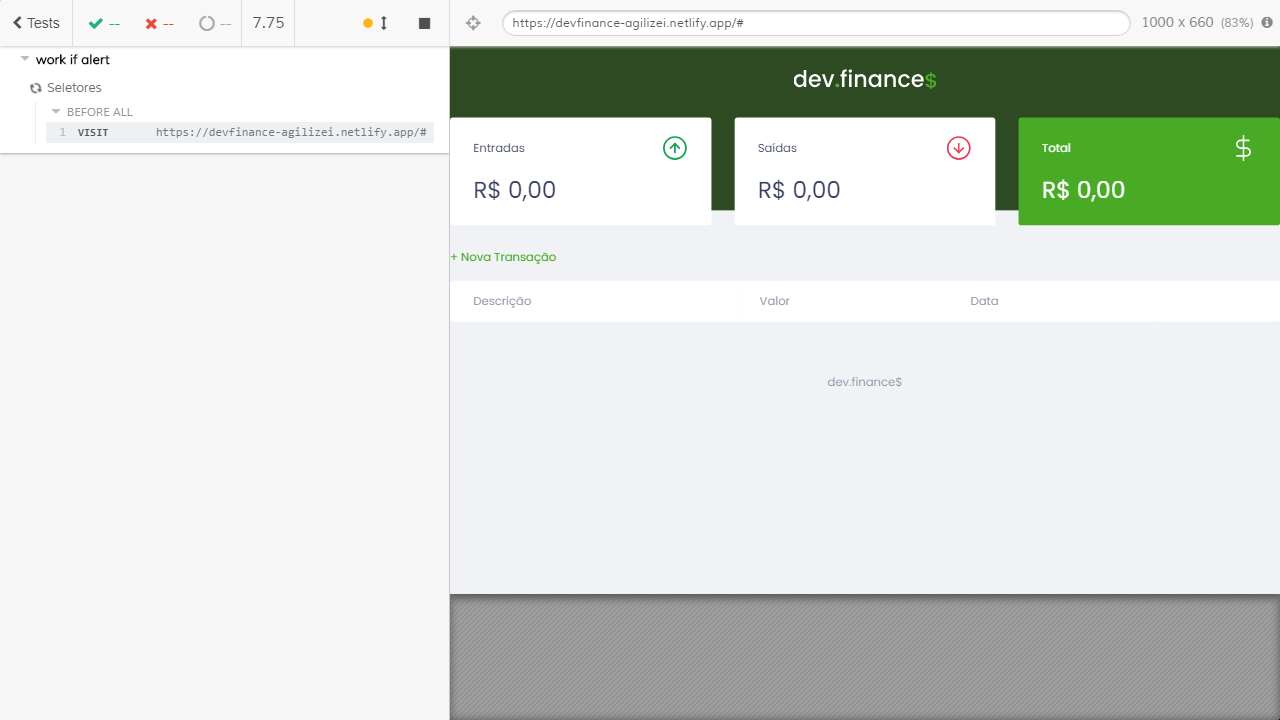 Tests
--
--
--
7.75
https://devfinance-agilizei.netlify.app/#
1000 x 660 (83%)
work if alert
Seletores
BEFORE ALL
1 VISIT https://devfinance-agilizei.netlify.app/#
dev.finance$
Entradas
R$ 0,00
Saídas
R$ 0,00
Total
R$ 0,00
+ Nova Transação
Descrição Valor Data
dev.finance$